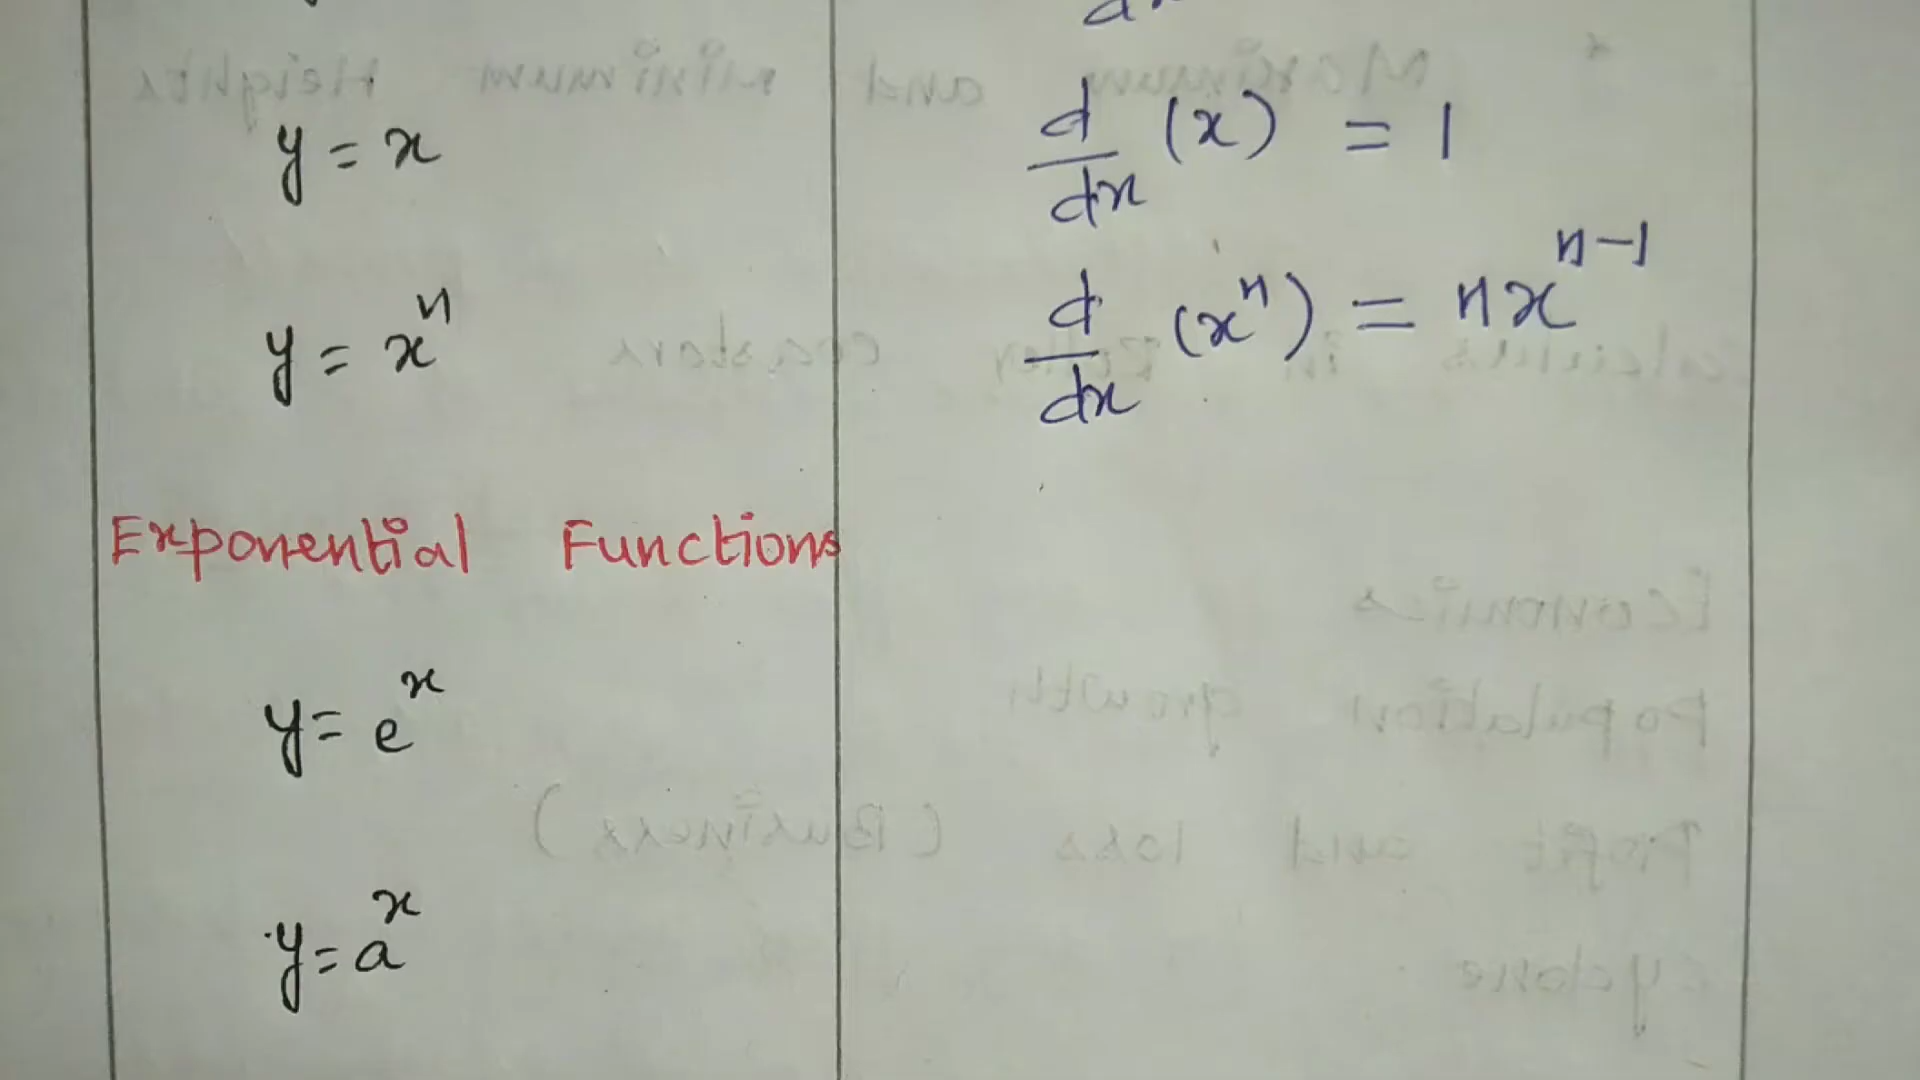 y = x
d/dx (x) = 1
y = x^n
d/dx (x^n) = nx^(n-1)
Exponential Functions
y = e^x
y = a^x